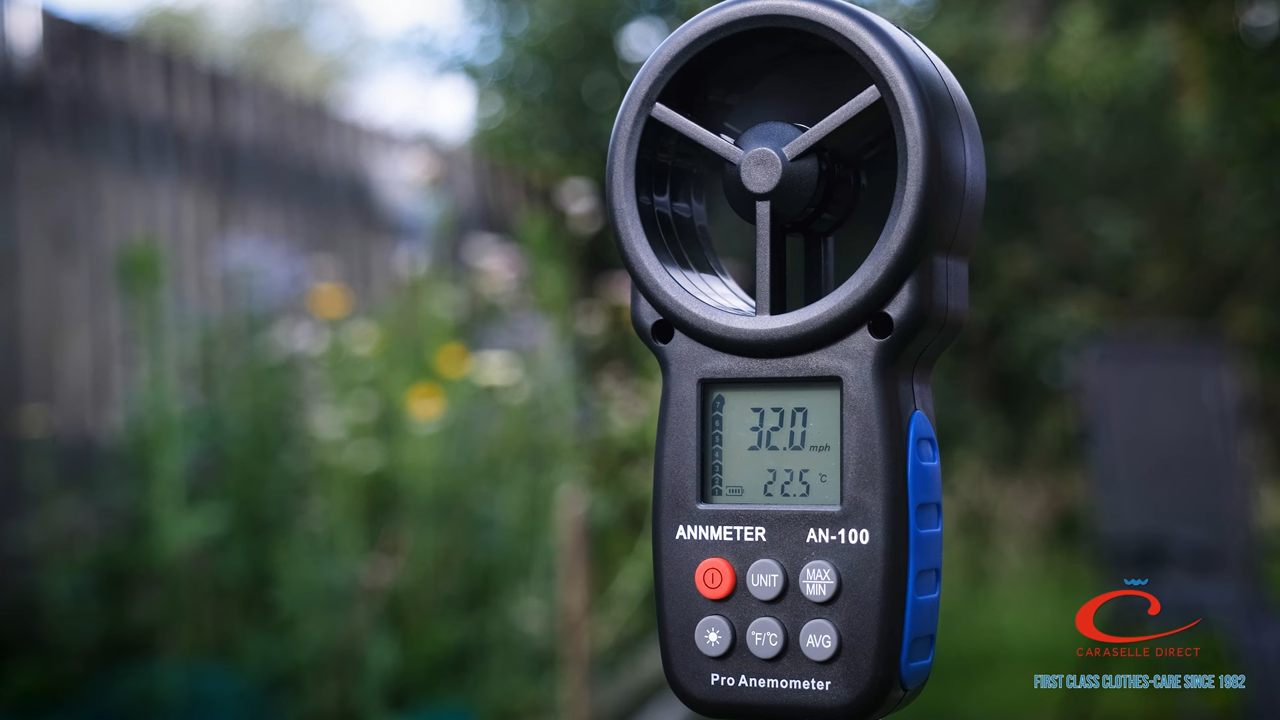 32.0 mph
22.5 °C
ANNMETER AN-100
UNIT MAX MIN
°F/°C AVG
Pro Anemometer
CARASELLE DIRECT
FIRST CLASS CLOTHES-CARE SINCE 1982